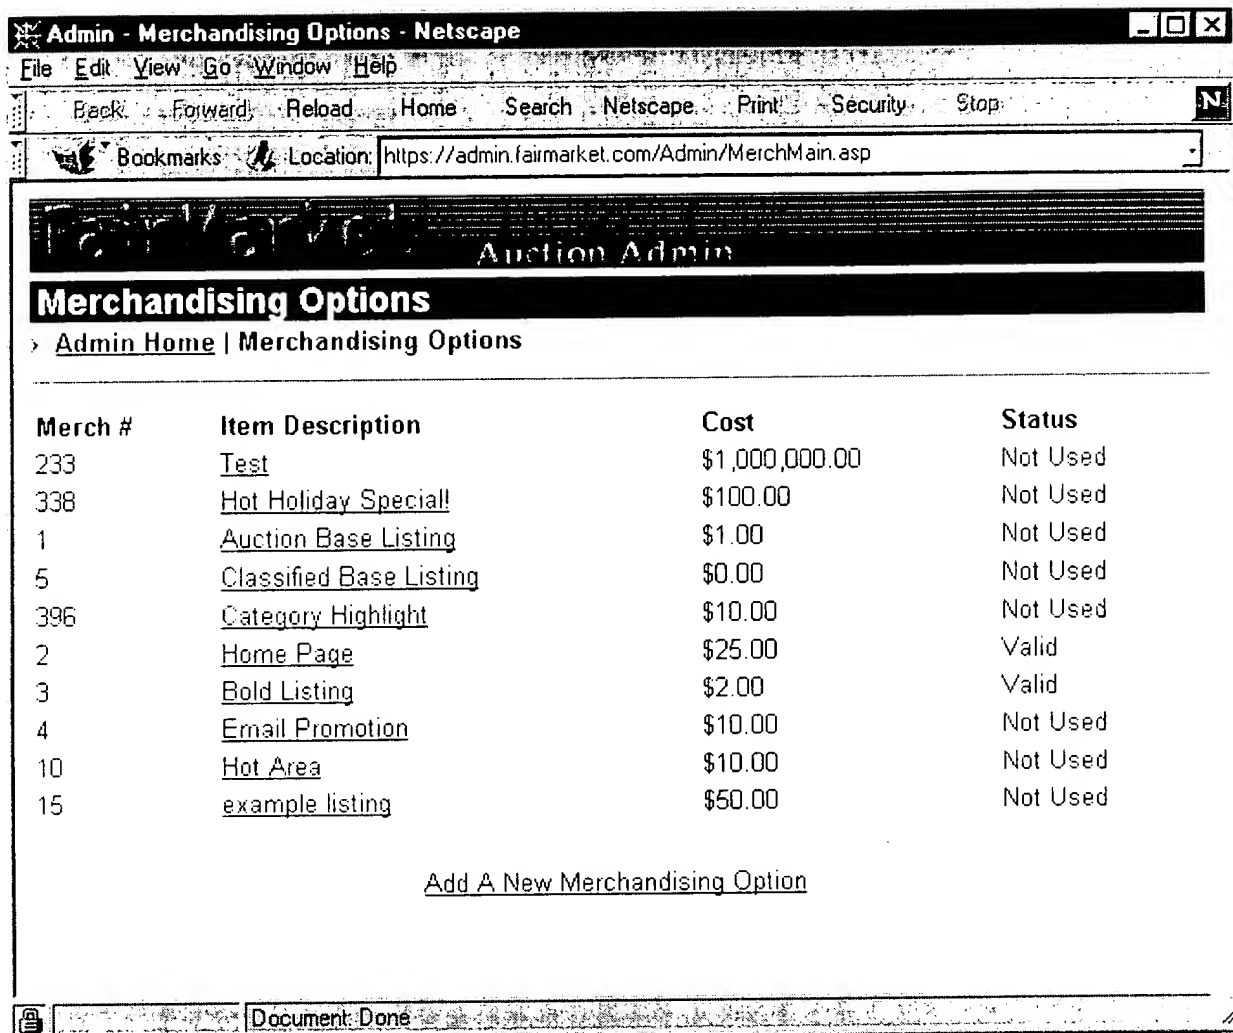 Admin - Merchandising Options - Netscape
File Edit View Go Window Help
Back Forward Reload Home Search Netscape Print Security Stop N
Bookmarks Location: https://admin.fairmarket.com/Admin/MerchMain.asp
FairMarket
Auction Admin
Merchandising Options
› Admin Home | Merchandising Options
Merch # Item Description Cost Status
233 Test $1,000,000.00 Not Used
338 Hot Holiday Special! $100.00 Not Used
1 Auction Base Listing $1.00 Not Used
5 Classified Base Listing $0.00 Not Used
396 Category Highlight $10.00 Not Used
2 Home Page $25.00 Valid
3 Bold Listing $2.00 Valid
4 Email Promotion $10.00 Not Used
10 Hot Area $10.00 Not Used
15 example listing $50.00 Not Used
Add A New Merchandising Option
Document: Done